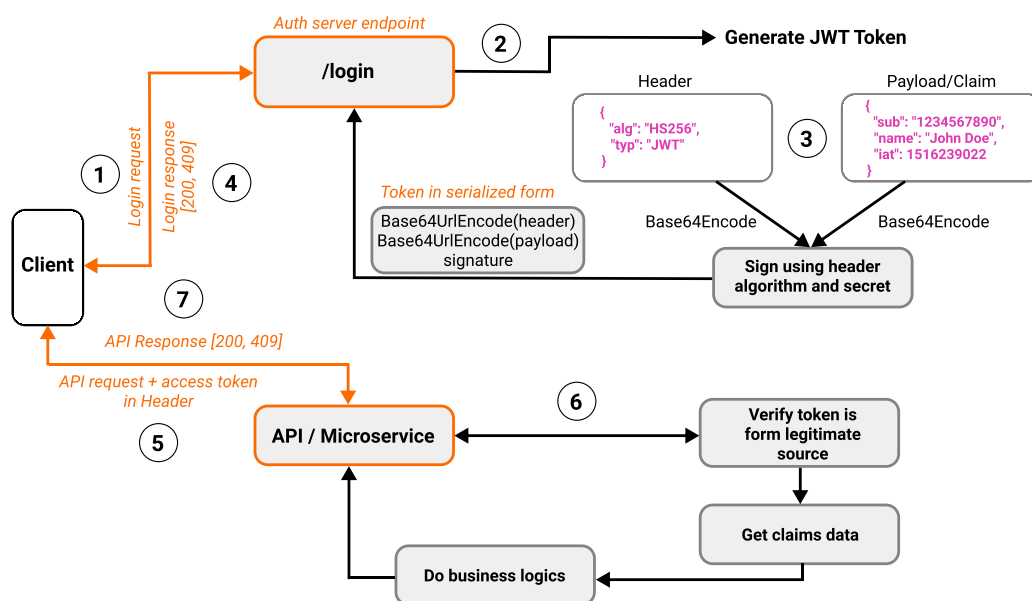 Auth server endpoint
/login
2
Generate JWT Token
Header
Payload/Claim
{
"alg": "HS256",
"typ": "JWT"
}
3
{
"sub": "1234567890",
"name": "John Doe",
"iat": 1516239022
}
1
Login request
Login response
[200, 409]
4
Token in serialized form
Base64UrlEncode(header)
Base64UrlEncode(payload)
signature
Base64Encode
Base64Encode
Sign using header
algorithm and secret
Client
7
API Response [200, 409]
API request + access token
in Header
5
API / Microservice
6
Verify token is
form legitimate
source
Get claims data
Do business logics